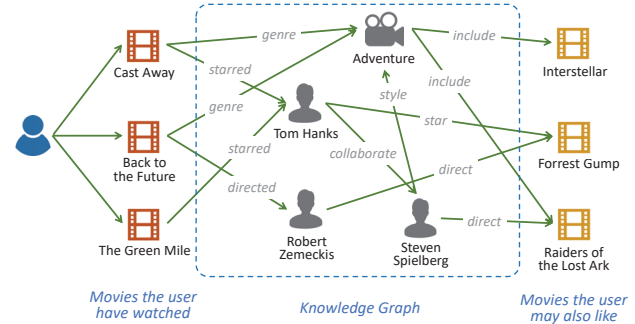 genre
include
Cast Away
Adventure
Interstellar
starred
include
genre
style
Tom Hanks
star
Back to
the Future
starred
collaborate
Forrest Gump
direct
directed
The Green Mile
Robert
Zemeckis
Steven
Spielberg
direct
Raiders of
the Lost Ark
Movies the user
have watched
Knowledge Graph
Movies the user
may also like